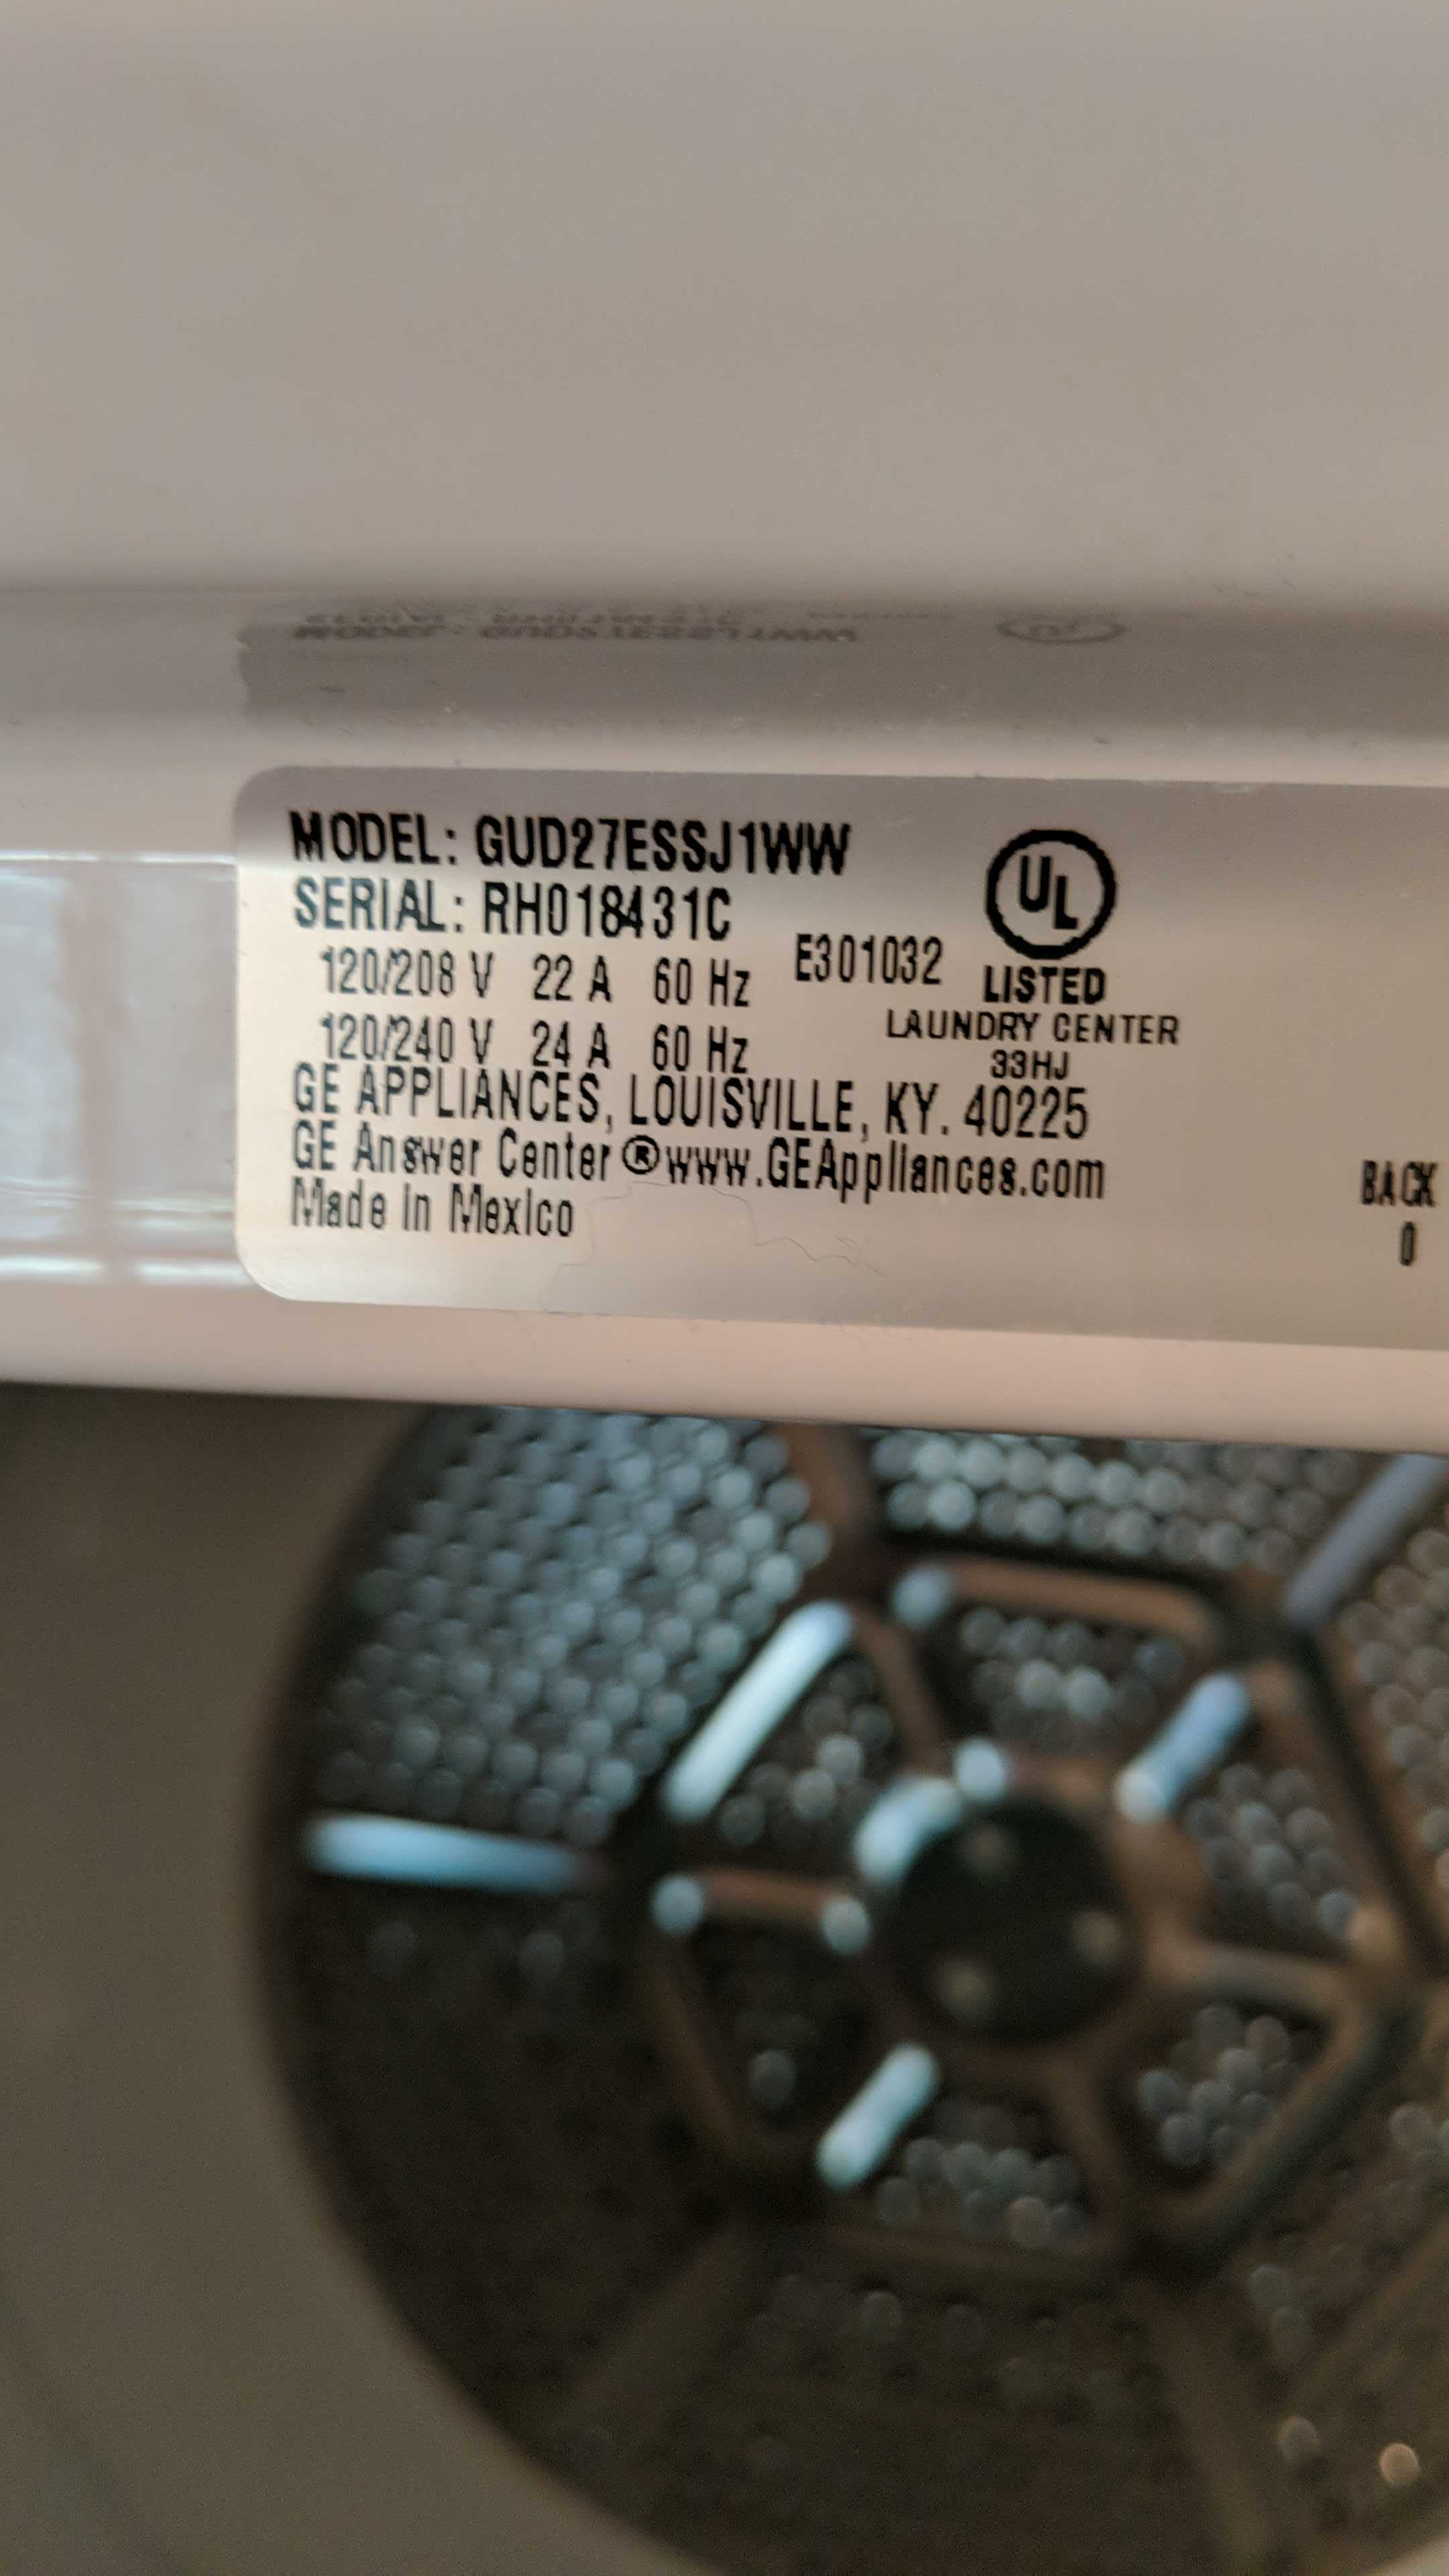 MODEL: GUD27ESSJ1WW
SERIAL: RH018431C
120/208 V 22 A 60 Hz
120/240 V 24 A 60 Hz
E301032
UL
LISTED
LAUNDRY CENTER
33HJ
GE APPLIANCES, LOUISVILLE, KY. 40225
GE Answer Center ® www.GEAppliances.com
Made in Mexico
BACK
0